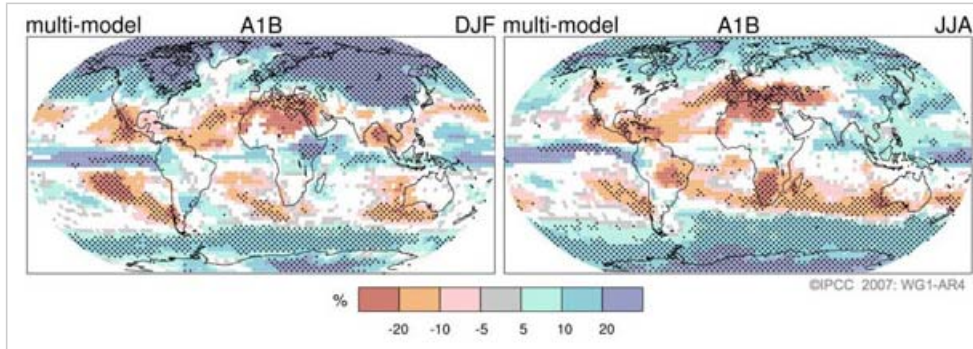 multi-model A1B DJF
multi-model A1B JJA
©IPCC 2007: WG1-AR4
%
-20 -10 -5 5 10 20